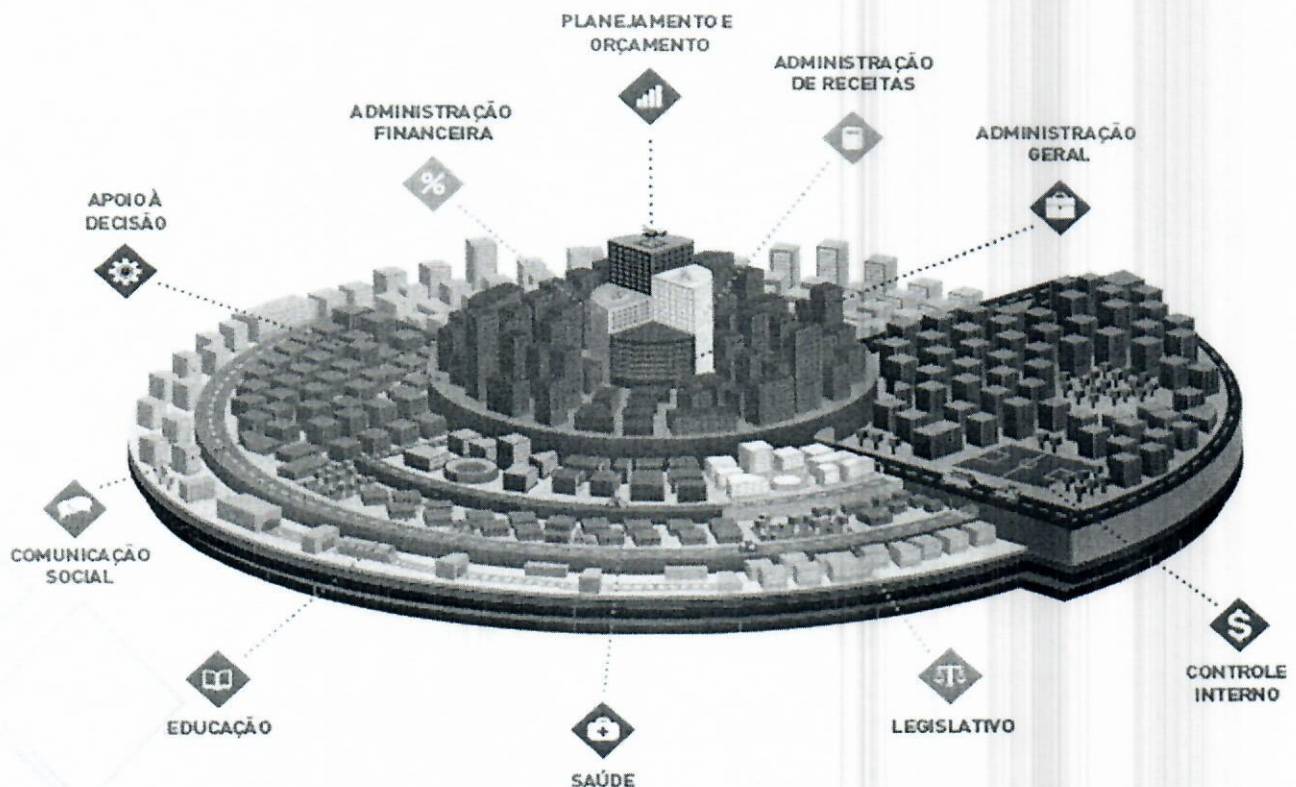 PLANEJAMENTO E
ORÇAMENTO
ADMINISTRAÇÃO
DE RECEITAS
ADMINISTRAÇÃO
FINANCEIRA
ADMINISTRAÇÃO
GERAL
APOIO À
DECISÃO
COMUNICAÇÃO
SOCIAL
EDUCAÇÃO
SAÚDE
LEGISLATIVO
CONTROLE
INTERNO